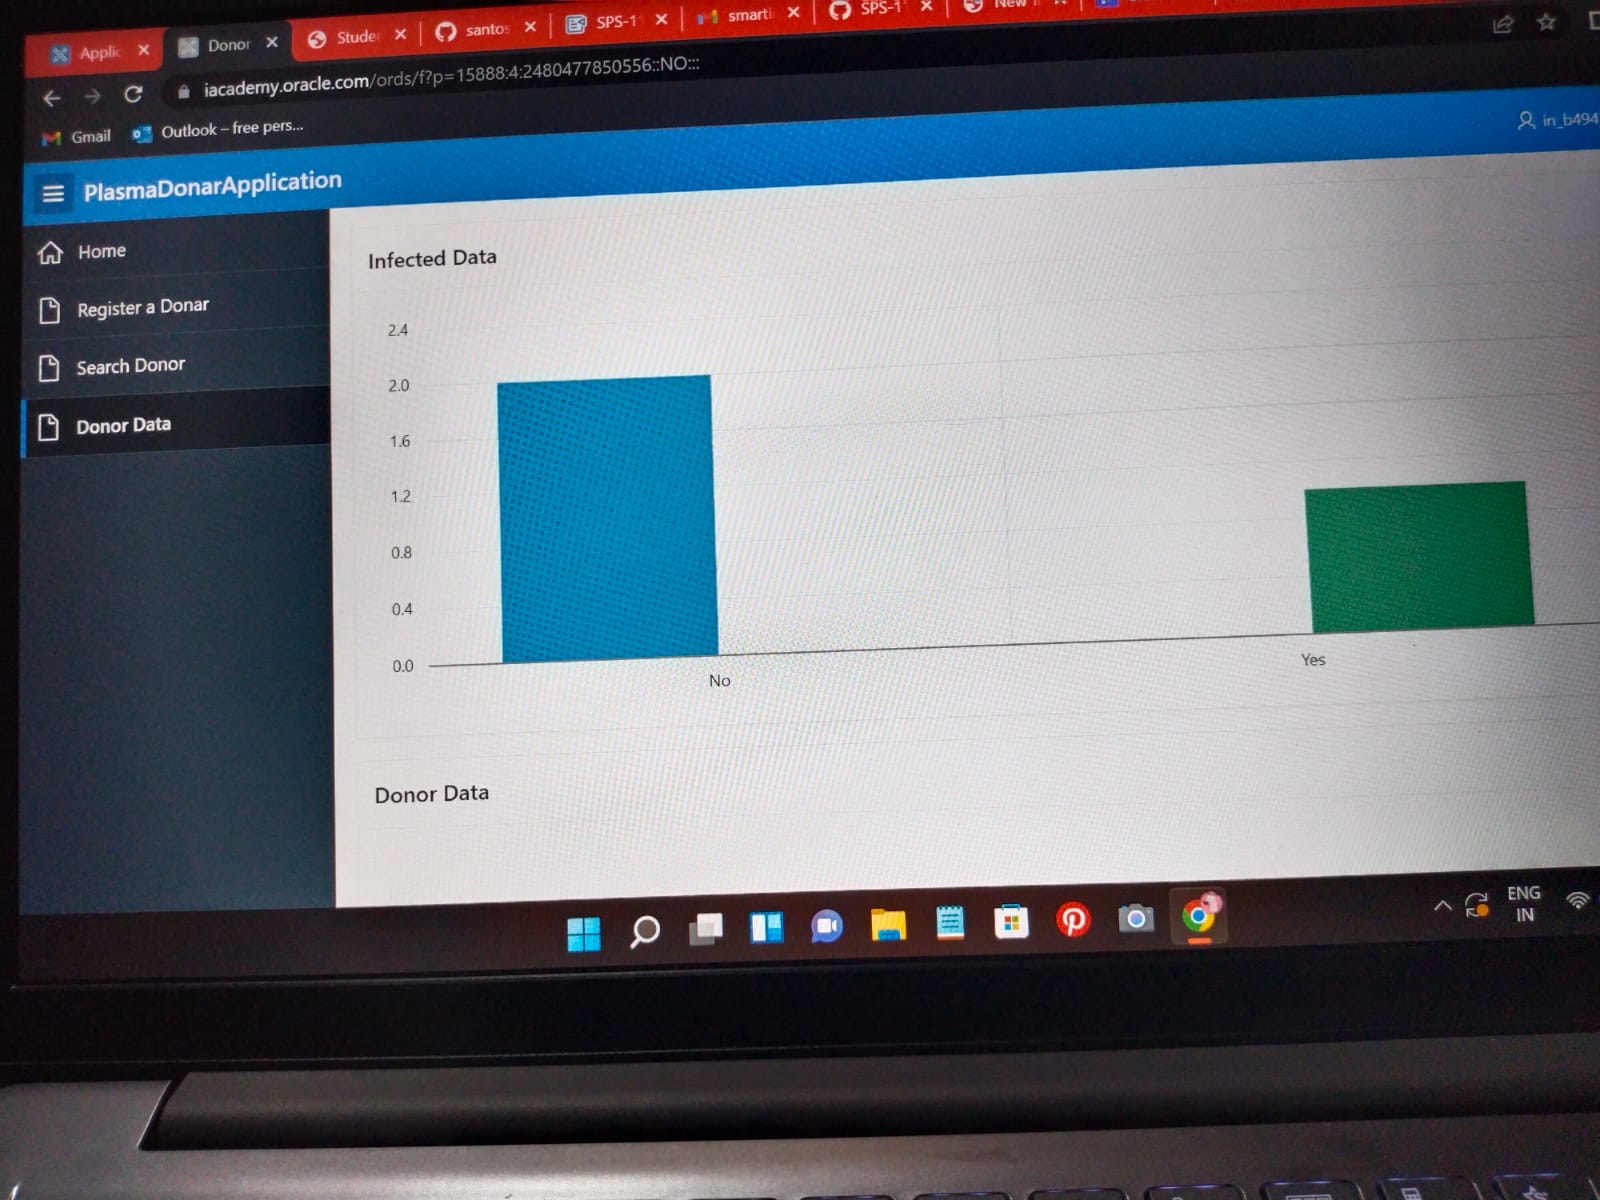 Applic
Donor
Studen
santos
SPS-1
smarti
SPS-1
New
iacademy.oracle.com/ords/f?p=15888:4:2480477850556::NO:::
Gmail
Outlook – free pers...
in_b494
PlasmaDonarApplication
Home
Register a Donar
Search Donor
Donor Data
Infected Data
2.4
2.0
1.6
1.2
0.8
0.4
0.0
No
Yes
Donor Data
ENG
IN